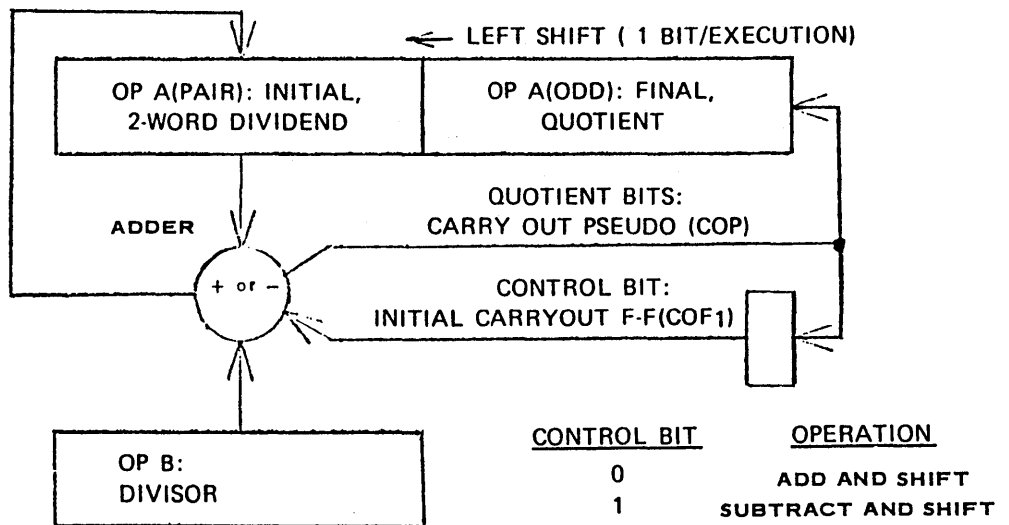 LEFT SHIFT ( 1 BIT/EXECUTION)
OP A(PAIR): INITIAL,
2-WORD DIVIDEND
OP A(ODD): FINAL,
QUOTIENT
QUOTIENT BITS:
CARRY OUT PSEUDO (COP)
ADDER
+ or -
CONTROL BIT:
INITIAL CARRYOUT F-F(COF1)
OP B:
DIVISOR
CONTROL BIT OPERATION
0 ADD AND SHIFT
1 SUBTRACT AND SHIFT